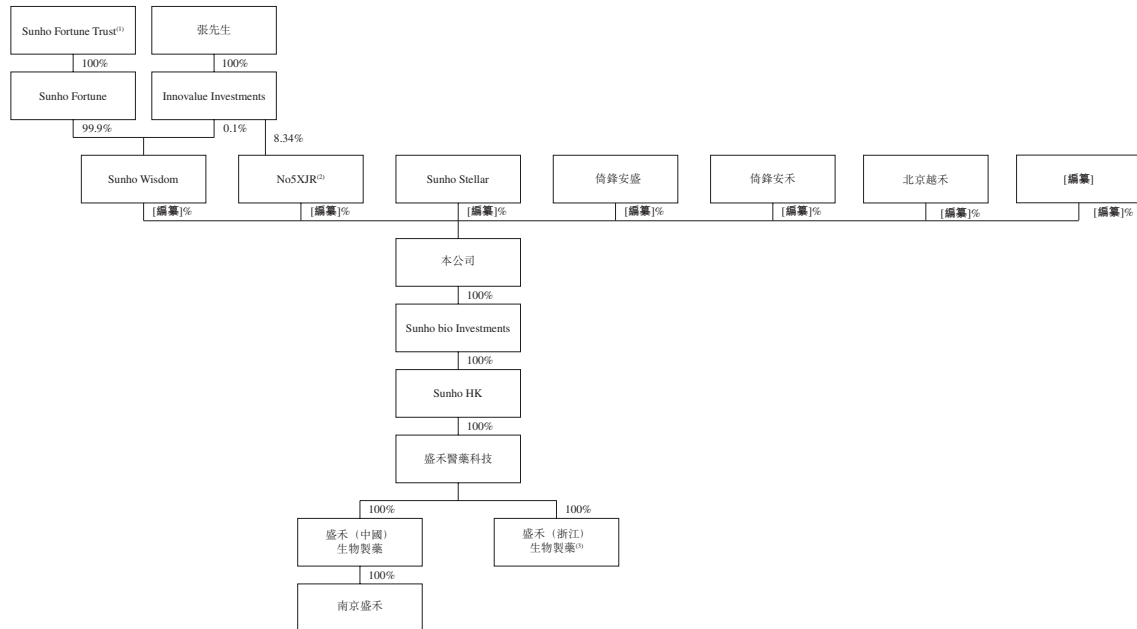 Sunho Fortune Trust(1)
張先生
100%
100%
Sunho Fortune
Innovalue Investments
99.9%
0.1%
8.34%
Sunho Wisdom
No5XJR(2)
Sunho Stellar
倚鋒安盛
倚鋒安禾
北京越禾
[編纂]
[編纂]%
[編纂]%
[編纂]%
[編纂]%
[編纂]%
[編纂]%
[編纂]%
本公司
100%
Sunho bio Investments
100%
Sunho HK
100%
盛禾醫藥科技
100%
100%
盛禾（中國）
生物製藥
盛禾（浙江）
生物製藥(3)
100%
南京盛禾